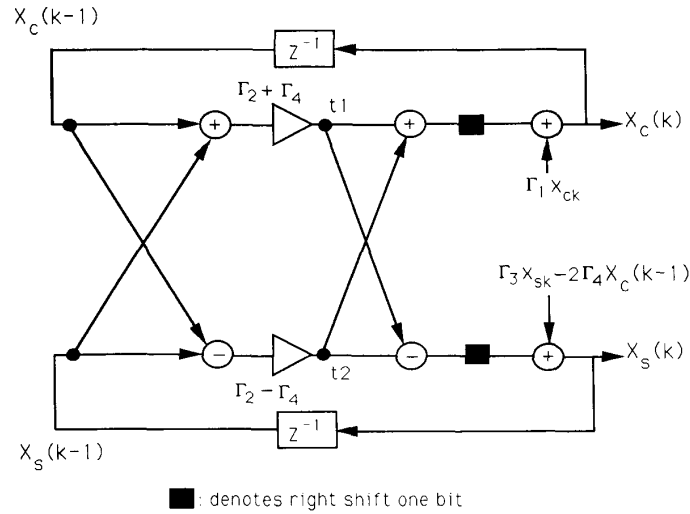 X_c(k-1)
Z^-1
Γ_2 + Γ_4
t1
+
+
+
X_c(k)
Γ_1 x_ck
Γ_3 x_sk − 2Γ_4 X_c(k-1)
−
−
+
X_s(k)
t2
Γ_2 − Γ_4
Z^-1
X_s(k-1)
: denotes right shift one bit